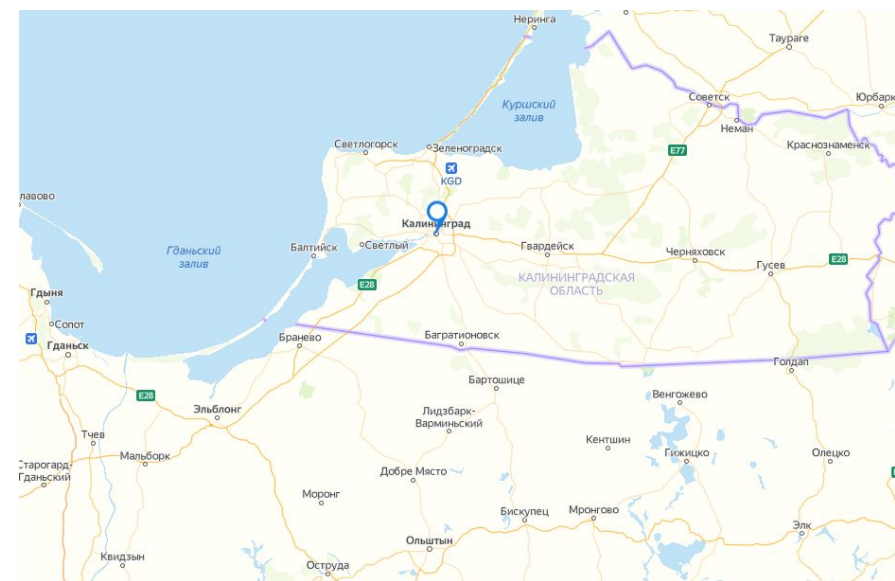 Неринга
Таураге
Советск
Юрбарк
Куршский
залив
Неман
Светлогорск
Зеленоградск
E77
Краснознаменск
KGD
лавово
Калининград
Гданьский
залив
Балтийск
Светлый
Гвардейск
Черняховск
E28
Гусев
КАЛИНИНГРАДСКАЯ
ОБЛАСТЬ
E28
Гдыня
Сопот
Гданьск
Бранево
Багратионовск
Голдап
Бартошице
E28
Эльблонг
Венгожево
Лидзбарк-
Варминьский
Тчев
Кентшин
Мальборк
Гижицко
Олецко
Старогард-
Гданьский
Добре Място
Моронг
Бискупец
Мронгово
Элк
Ольштын
Квидзын
Оструда